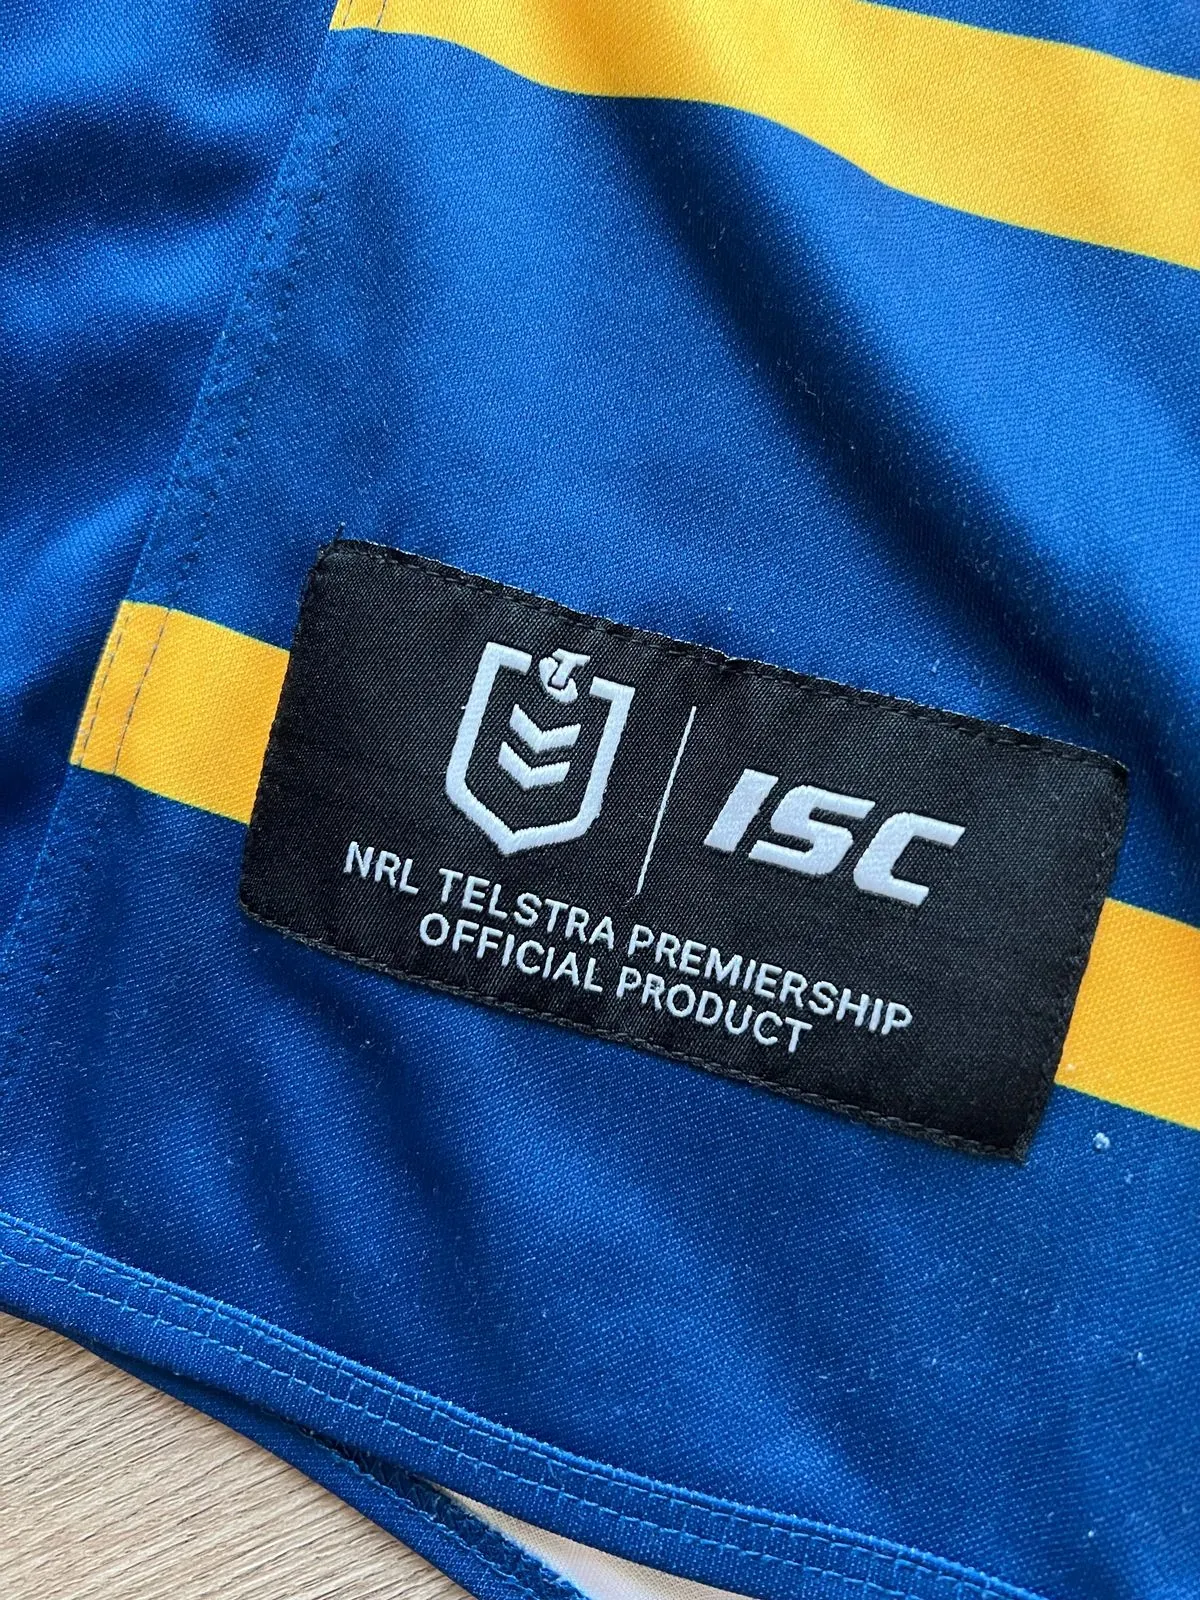 ISC
NRL TELSTRA PREMIERSHIP
OFFICIAL PRODUCT